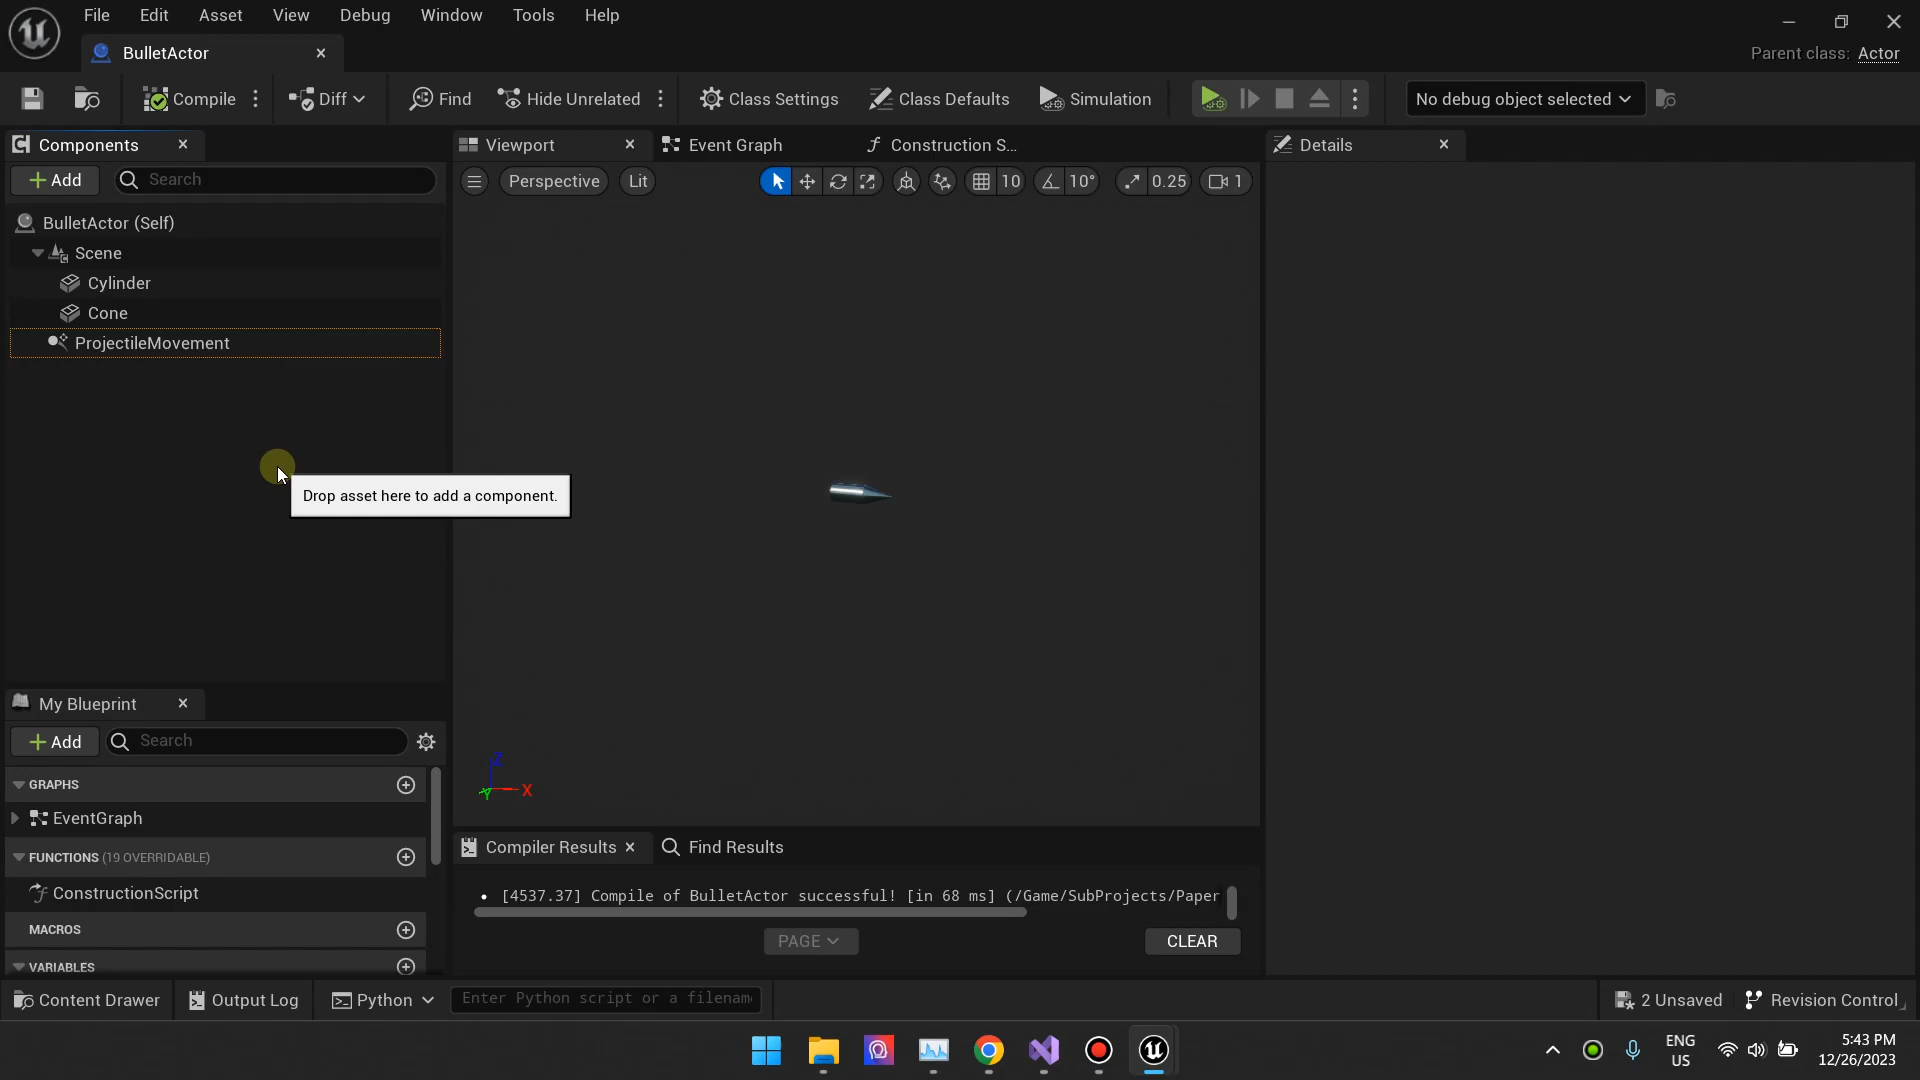 File Edit Asset View Debug Window Tools Help
BulletActor
Parent class: Actor
Compile Diff Find Hide Unrelated Class Settings Class Defaults Simulation No debug object selected
Components Viewport Event Graph Construction S... Details
Add Search Perspective Lit 10 10° 0.25 1
BulletActor (Self)
Scene
Cylinder
Cone
ProjectileMovement
Drop asset here to add a component.
Z
Y X
My Blueprint
Add Search
GRAPHS
EventGraph
FUNCTIONS (19 OVERRIDABLE)
ConstructionScript
MACROS
VARIABLES
Compiler Results Find Results
[4537.37] Compile of BulletActor successful! [in 68 ms] (/Game/SubProjects/Paper
PAGE CLEAR
Content Drawer Output Log Python Enter Python script or a filename 2 Unsaved Revision Control
ENG
US
5:43 PM
12/26/2023